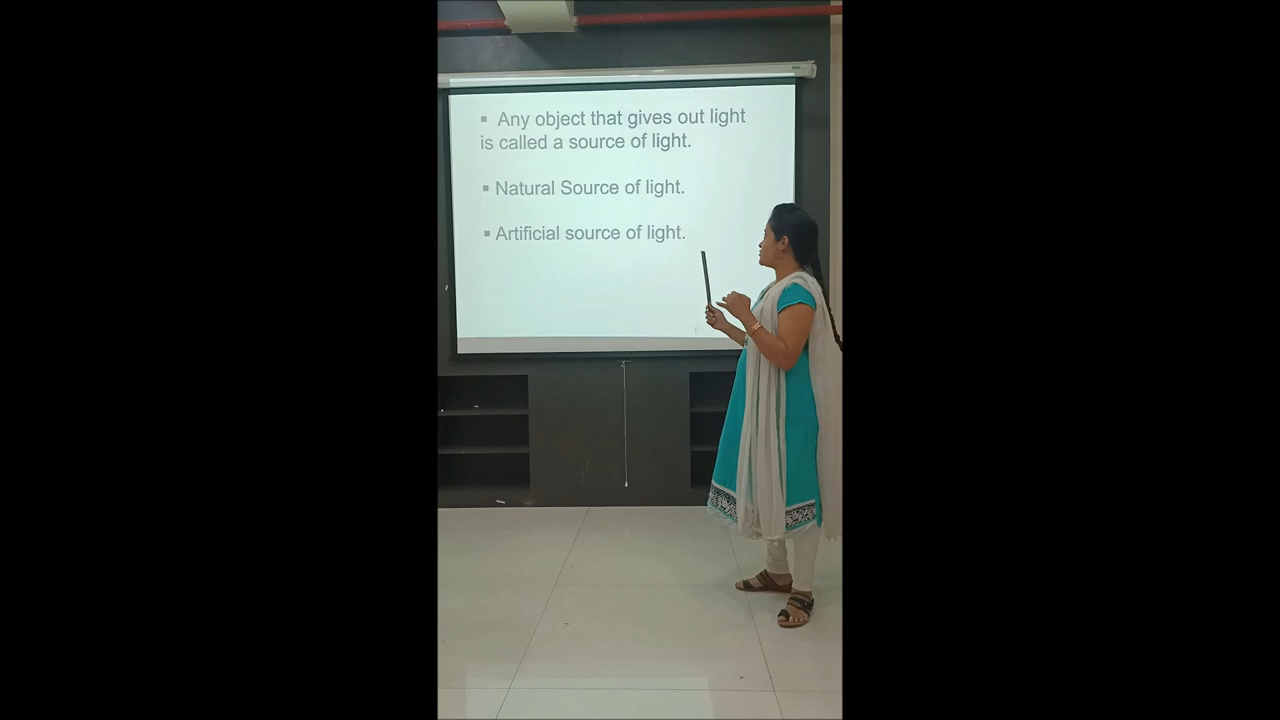 ▪ Any object that gives out light
is called a source of light.
▪ Natural Source of light.
▪ Artificial source of light.